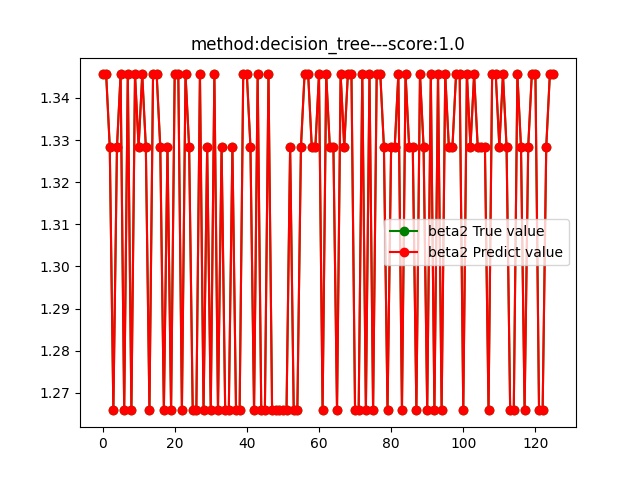 method:decision_tree---score:1.0
1.34
1.33
1.32
1.31
1.30
1.29
1.28
1.27
beta2 True value
beta2 Predict value
0 20 40 60 80 100 120